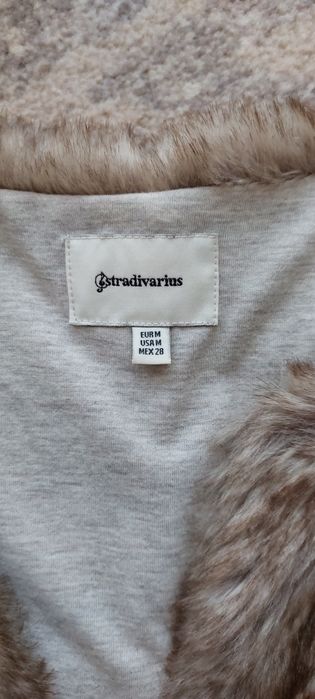 stradivarius
EUR M
USA M
MEX 28